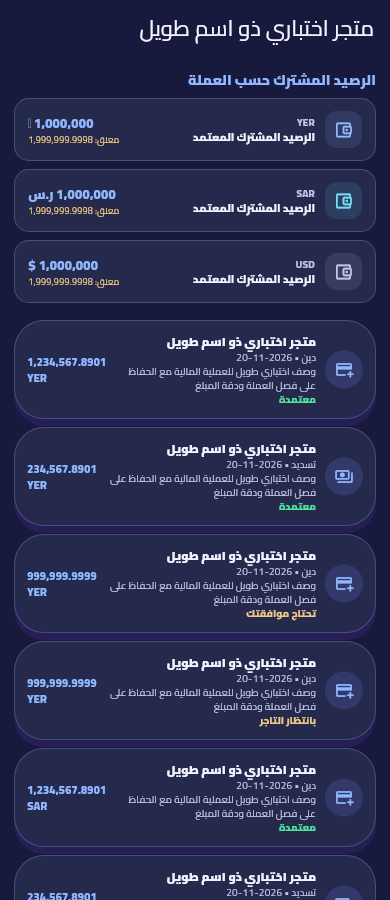 متجر اختباري ذو اسم طويل
الرصيد المشترك حسب العملة
YER
الرصيد المشترك المعتمد
1,000,000
معلق: 1,999,999.9998
SAR
الرصيد المشترك المعتمد
1,000,000 ر.س
معلق: 1,999,999.9998
USD
الرصيد المشترك المعتمد
1,000,000 $
معلق: 1,999,999.9998
متجر اختباري ذو اسم طويل
دين • 2026-11-20
وصف اختباري طويل للعملية المالية مع الحفاظ
على فصل العملة ودقة المبلغ
معتمدة
1,234,567.8901
YER
متجر اختباري ذو اسم طويل
تسديد • 2026-11-20
وصف اختباري طويل للعملية المالية مع الحفاظ على
فصل العملة ودقة المبلغ
معتمدة
234,567.8901
YER
متجر اختباري ذو اسم طويل
دين • 2026-11-20
وصف اختباري طويل للعملية المالية مع الحفاظ على
فصل العملة ودقة المبلغ
تحتاج موافقتك
999,999.9999
YER
متجر اختباري ذو اسم طويل
دين • 2026-11-20
وصف اختباري طويل للعملية المالية مع الحفاظ على
فصل العملة ودقة المبلغ
بانتظار التاجر
999,999.9999
YER
متجر اختباري ذو اسم طويل
دين • 2026-11-20
وصف اختباري طويل للعملية المالية مع الحفاظ
على فصل العملة ودقة المبلغ
معتمدة
1,234,567.8901
SAR
متجر اختباري ذو اسم طويل
تسديد • 2026-11-20
234,567.8901